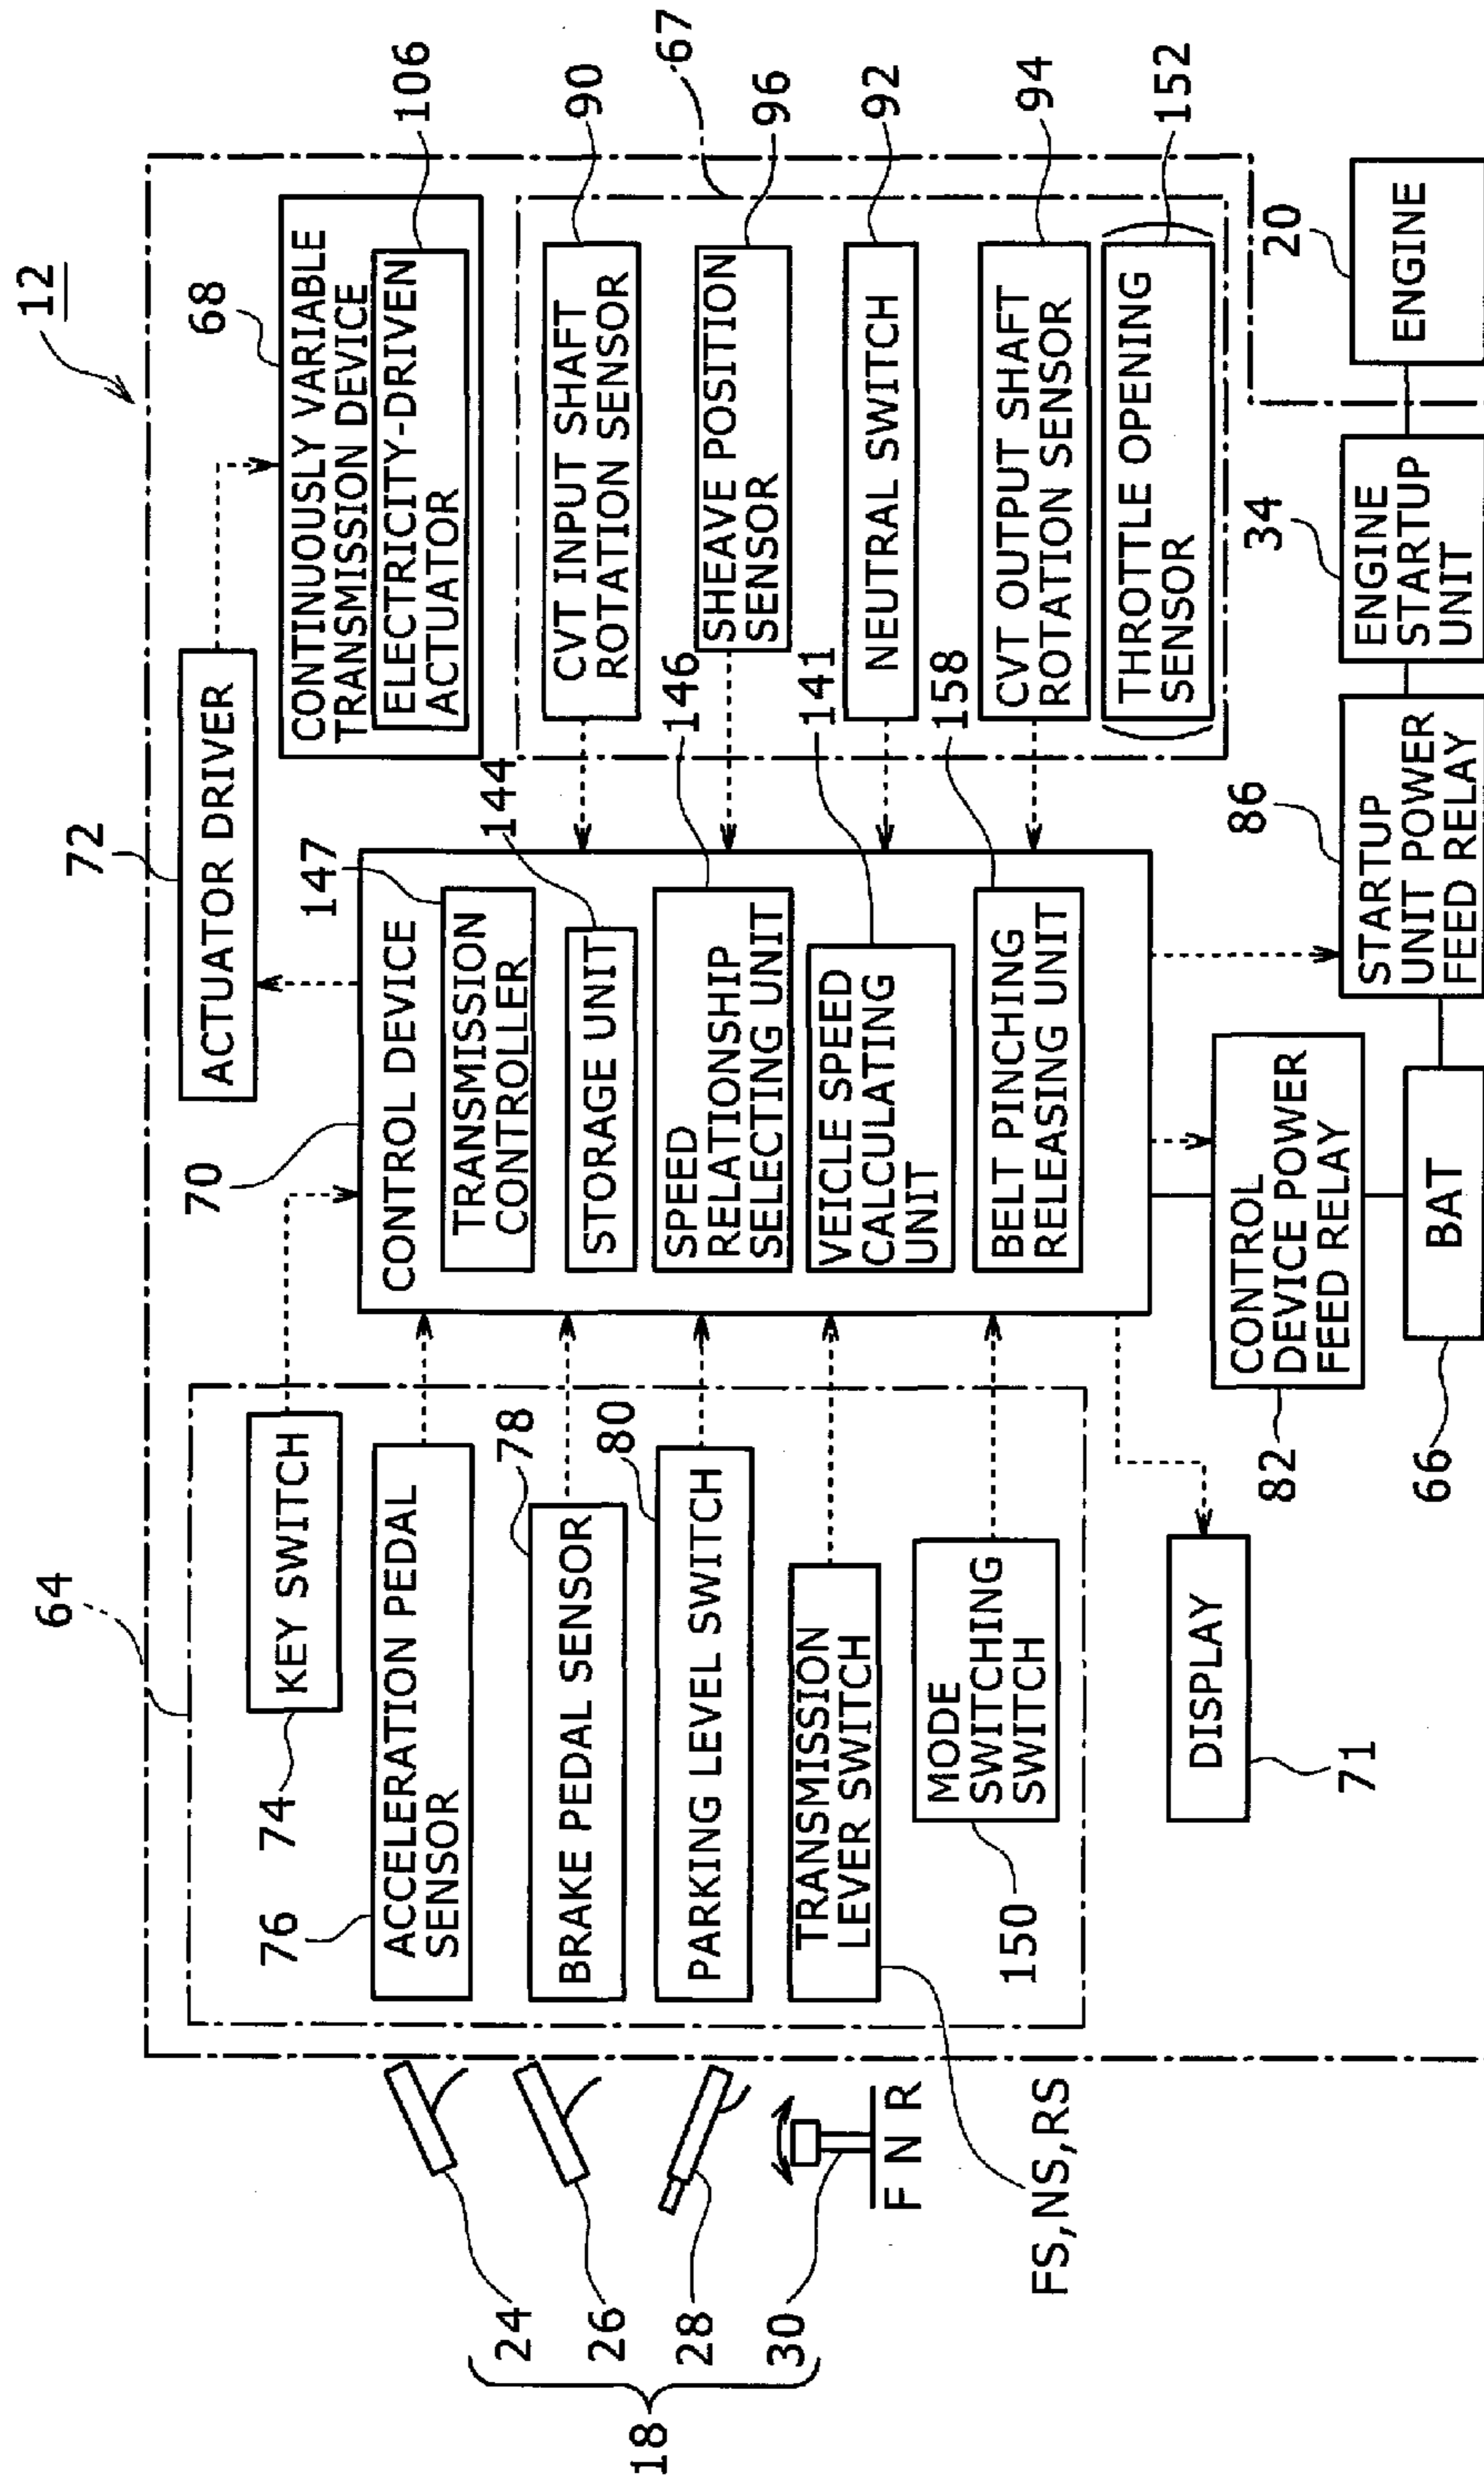 12
64
72
ACTUATOR DRIVER
68
CONTINUOUSLY VARIABLE
TRANSMISSION DEVICE
ELECTRICITY-DRIVEN
ACTUATOR
106
KEY SWITCH
74
70
CONTROL DEVICE
147
TRANSMISSION
CONTROLLER
144
STORAGE UNIT
146
SPEED
RELATIONSHIP
SELECTING UNIT
141
VEICLE SPEED
CALCULATING
UNIT
158
BELT PINCHING
RELEASING UNIT
67
CVT INPUT SHAFT
ROTATION SENSOR
90
SHEAVE POSITION
SENSOR
96
NEUTRAL SWITCH
92
CVT OUTPUT SHAFT
ROTATION SENSOR
94
THROTTLE OPENING
SENSOR
152
76
ACCELERATION PEDAL
SENSOR
78
BRAKE PEDAL SENSOR
80
PARKING LEVEL SWITCH
TRANSMISSION
LEVER SWITCH
MODE
SWITCHING
SWITCH
150
18
24
26
28
30
F N R
FS,NS,RS
DISPLAY
71
CONTROL
DEVICE POWER
FEED RELAY
82
BAT
66
86
STARTUP
UNIT POWER
FEED RELAY
34
ENGINE
STARTUP
UNIT
20
ENGINE